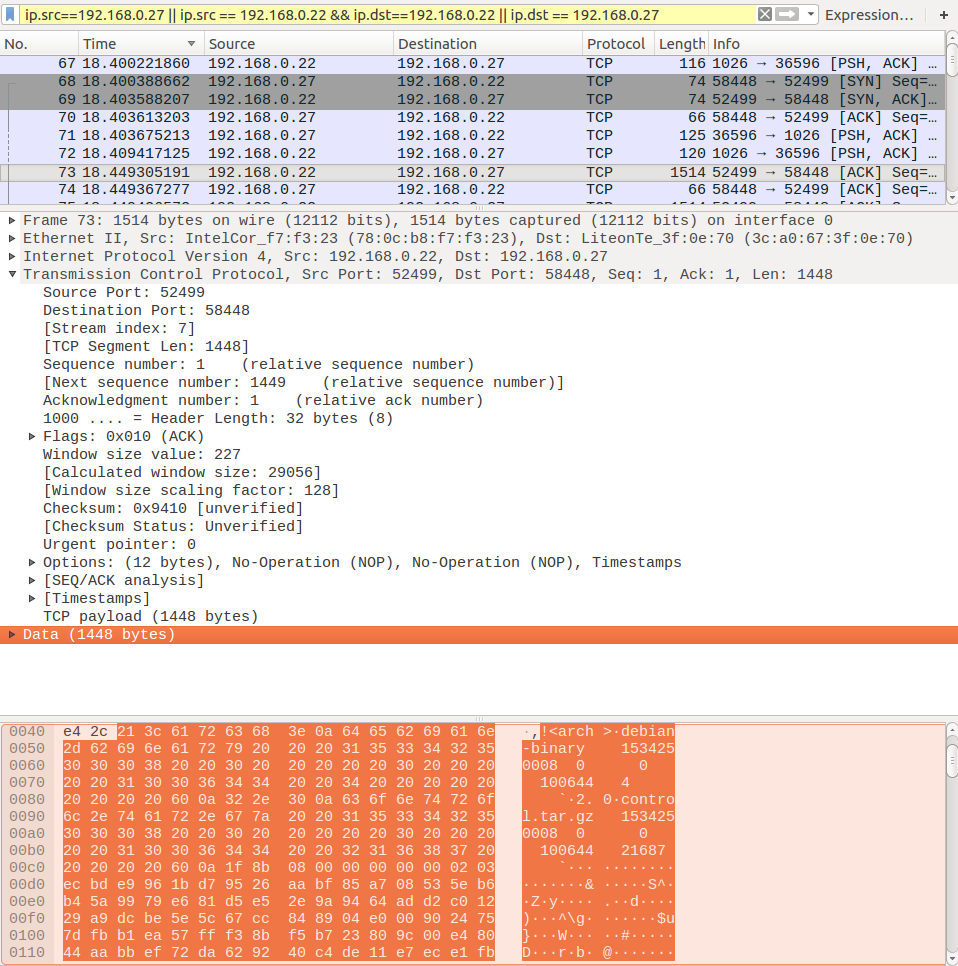 ip.src==192.168.0.27 || ip.src == 192.168.0.22 && ip.dst==192.168.0.22 || ip.dst == 192.168.0.27 Expression… +
No. Time Source Destination Protocol Length Info
67 18.400221860 192.168.0.22 192.168.0.27 TCP 116 1026 → 36596 [PSH, ACK] …
68 18.400388662 192.168.0.27 192.168.0.22 TCP 74 58448 → 52499 [SYN] Seq=…
69 18.403588207 192.168.0.22 192.168.0.27 TCP 74 52499 → 58448 [SYN, ACK]…
70 18.403613203 192.168.0.27 192.168.0.22 TCP 66 58448 → 52499 [ACK] Seq=…
71 18.403675213 192.168.0.27 192.168.0.22 TCP 125 36596 → 1026 [PSH, ACK] …
72 18.409417125 192.168.0.22 192.168.0.27 TCP 120 1026 → 36596 [PSH, ACK] …
73 18.449305191 192.168.0.22 192.168.0.27 TCP 1514 52499 → 58448 [ACK] Seq=…
74 18.449367277 192.168.0.27 192.168.0.22 TCP 66 58448 → 52499 [ACK] Seq=…
Frame 73: 1514 bytes on wire (12112 bits), 1514 bytes captured (12112 bits) on interface 0
Ethernet II, Src: IntelCor_f7:f3:23 (78:0c:b8:f7:f3:23), Dst: LiteonTe_3f:0e:70 (3c:a0:67:3f:0e:70)
Internet Protocol Version 4, Src: 192.168.0.22, Dst: 192.168.0.27
Transmission Control Protocol, Src Port: 52499, Dst Port: 58448, Seq: 1, Ack: 1, Len: 1448
Source Port: 52499
Destination Port: 58448
[Stream index: 7]
[TCP Segment Len: 1448]
Sequence number: 1 (relative sequence number)
[Next sequence number: 1449 (relative sequence number)]
Acknowledgment number: 1 (relative ack number)
1000 .... = Header Length: 32 bytes (8)
Flags: 0x010 (ACK)
Window size value: 227
[Calculated window size: 29056]
[Window size scaling factor: 128]
Checksum: 0x9410 [unverified]
[Checksum Status: Unverified]
Urgent pointer: 0
Options: (12 bytes), No-Operation (NOP), No-Operation (NOP), Timestamps
[SEQ/ACK analysis]
[Timestamps]
TCP payload (1448 bytes)
Data (1448 bytes)
0040 e4 2c 21 3c 61 72 63 68 3e 0a 64 65 62 69 61 6e ·,!<arch >·debian
0050 2d 62 69 6e 61 72 79 20 20 20 31 35 33 34 32 35 -binary 153425
0060 30 30 30 38 20 20 30 20 20 20 20 20 30 20 20 20 0008 0 0
0070 20 20 31 30 30 36 34 34 20 20 34 20 20 20 20 20 100644 4
0080 20 20 20 20 60 0a 32 2e 30 0a 63 6f 6e 74 72 6f `·2. 0·contro
0090 6c 2e 74 61 72 2e 67 7a 20 20 31 35 33 34 32 35 l.tar.gz 153425
00a0 30 30 30 38 20 20 30 20 20 20 20 20 30 20 20 20 0008 0 0
00b0 20 20 31 30 30 36 34 34 20 20 32 31 36 38 37 20 100644 21687
00c0 20 20 20 20 60 0a 1f 8b 08 00 00 00 00 00 02 03 `··· ········
00d0 ec bd e9 96 1b d7 95 26 aa bf 85 a7 08 53 5e b6 ·······& ·····S^·
00e0 b4 5a 99 79 e6 81 d5 e5 2e 9a 94 64 ad d2 c0 12 ·Z·y···· .··d····
00f0 29 a9 dc be 5e 5c 67 cc 84 89 04 e0 00 90 24 75 )···^\g· ······$u
0100 7d fb b1 ea 57 ff f3 8b f5 b7 23 80 9c 00 e4 80 }···W··· ··#·····
0110 44 aa bb ef 72 da 62 92 40 c4 de 11 e7 ec e1 fb D···r·b· @·······